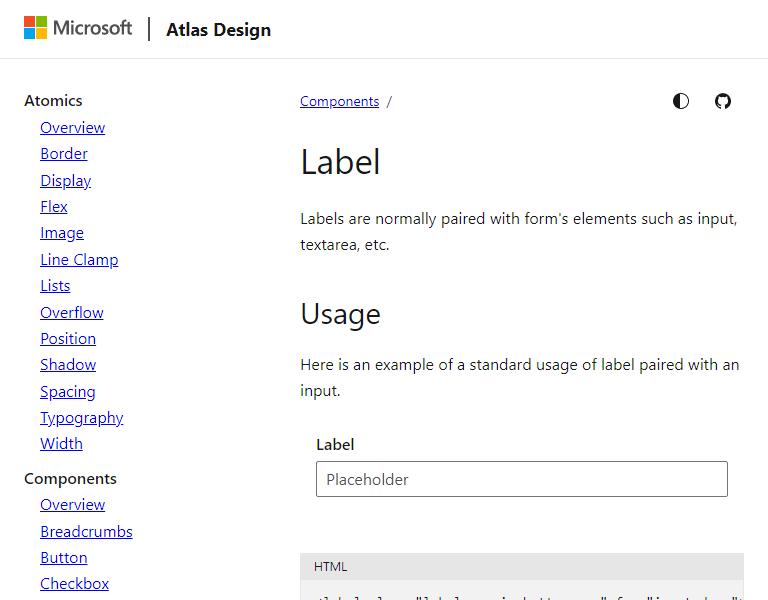 Microsoft | Atlas Design
Atomics
Overview
Border
Display
Flex
Image
Line Clamp
Lists
Overflow
Position
Shadow
Spacing
Typography
Width
Components
Overview
Breadcrumbs
Button
Checkbox
Components /
Label
Labels are normally paired with form's elements such as input,
textarea, etc.
Usage
Here is an example of a standard usage of label paired with an
input.
Label
Placeholder
HTML